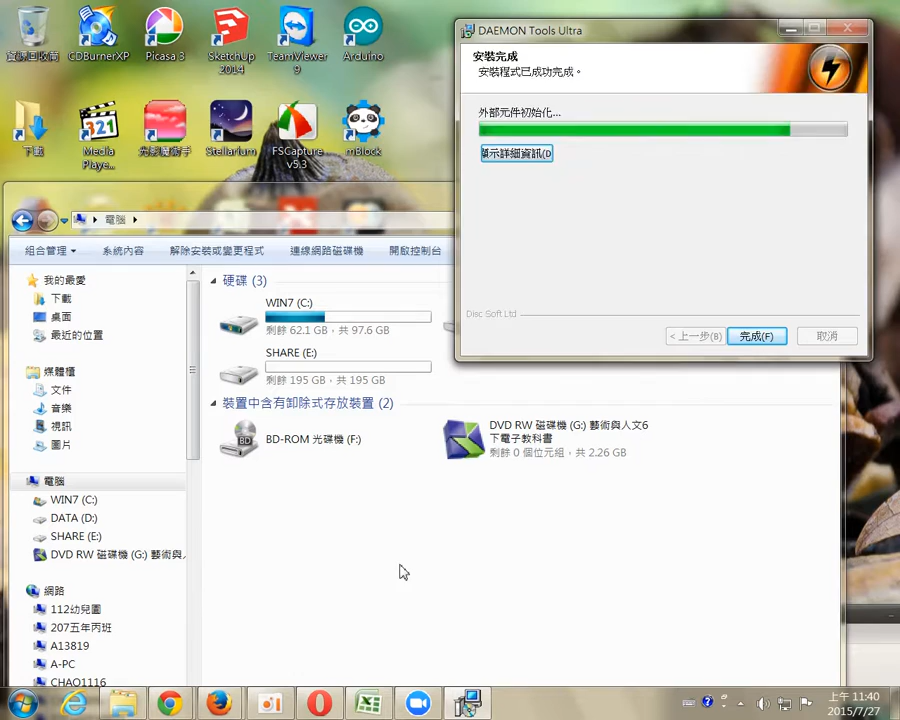 資源回收筒
CDBurnerXP
Picasa 3
SketchUp
2014
TeamViewer
9
Arduino
下載
Media
Playe...
光影魔術手
Stellarium
FSCapture
v5.3
mBlock
DAEMON Tools Ultra
安裝完成
安裝程式已成功完成。
外部元件初始化...
顯示詳細資訊(D
Disc Soft Ltd
< 上一步(B)
完成(F)
取消
電腦
組合管理
系統內容
解除安裝或變更程式
連線網路磁碟機
開啟控制台
我的最愛
下載
桌面
最近的位置
媒體櫃
文件
音樂
視訊
圖片
電腦
WIN7 (C:)
DATA (D:)
SHARE (E:)
DVD RW 磁碟機 (G:) 藝術與人
網路
112幼兒園
207五年丙班
A13819
A-PC
CHAO1116
硬碟 (3)
WIN7 (C:)
剩餘 62.1 GB，共 97.6 GB
SHARE (E:)
剩餘 195 GB，共 195 GB
裝置中含有卸除式存放裝置 (2)
BD
BD-ROM 光碟機 (F:)
DVD RW 磁碟機 (G:) 藝術與人文6
下電子教科書
剩餘 0 個位元組，共 2.26 GB
上午 11:40
2015/7/27